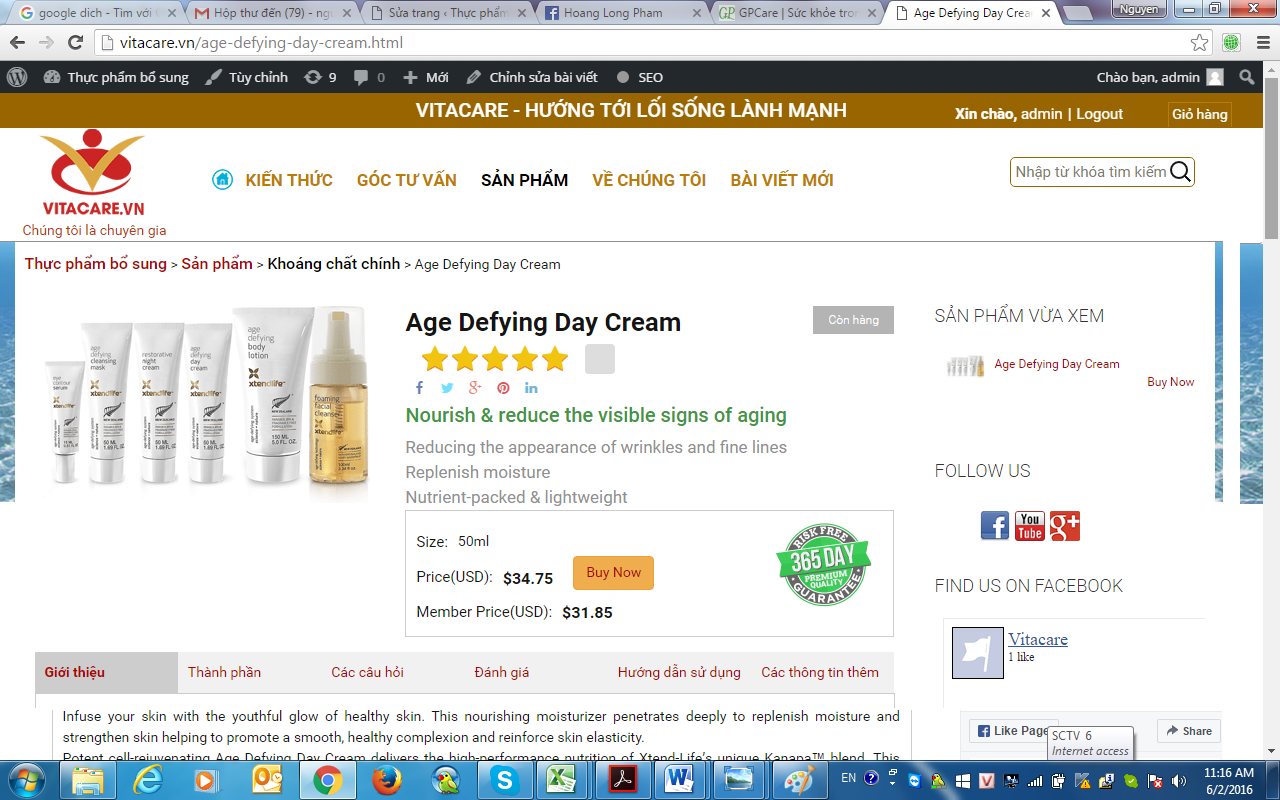 google dich - Tìm với G
Hộp thư đến (79) - ngu
Sửa trang ‹ Thực phẩm
Hoang Long Pham
GPCare | Sức khỏe tron
Age Defying Day Crea
Nguyen
vitacare.vn/age-defying-day-cream.html
Thực phẩm bổ sung
Tùy chỉnh
9
0
Mới
Chỉnh sửa bài viết
SEO
Chào bạn, admin
VITACARE - HƯỚNG TỚI LỐI SỐNG LÀNH MẠNH
Xin chào, admin | Logout
Giỏ hàng
VITACARE.VN
Chúng tôi là chuyên gia
KIẾN THỨC
GÓC TƯ VẤN
SẢN PHẨM
VỀ CHÚNG TÔI
BÀI VIẾT MỚI
Nhập từ khóa tìm kiếm
Thực phẩm bổ sung > Sản phẩm > Khoáng chất chính > Age Defying Day Cream
eye contour serum
xtendlife
age defying cleansing mask
xtendlife
restorative night cream
xtendlife
age defying day cream
xtendlife
age defying body lotion
xtendlife
150 ML
5.0 FL. OZ.
foaming facial cleanser
Age Defying Day Cream
Còn hàng
Nourish & reduce the visible signs of aging
Reducing the appearance of wrinkles and fine lines
Replenish moisture
Nutrient-packed & lightweight
Size: 50ml
Price(USD): $34.75
Buy Now
Member Price(USD): $31.85
RISK FREE
365 DAY
PREMIUM QUALITY
GUARANTEE
SẢN PHẨM VỪA XEM
Age Defying Day Cream
Buy Now
FOLLOW US
You Tube
FIND US ON FACEBOOK
Vitacare
1 like
Like Page
Share
Giới thiệu
Thành phần
Các câu hỏi
Đánh giá
Hướng dẫn sử dụng
Các thông tin thêm
Infuse your skin with the youthful glow of healthy skin. This nourishing moisturizer penetrates deeply to replenish moisture and
strengthen skin helping to promote a smooth, healthy complexion and reinforce skin elasticity.
Potent cell-rejuvenating Age Defying Day Cream delivers the high-performance nutrition of Xtend-Life's unique Kanapa™ blend. This
SCTV 6
Internet access
EN
11:16 AM
6/2/2016